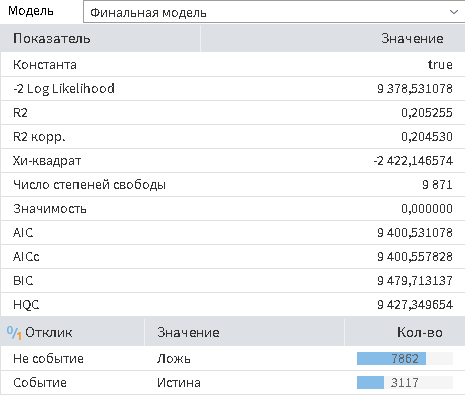 Модель Финальная модель
Показатель Значение
Константа true
-2 Log Likelihood 9 378,531078
R2 0,205255
R2 корр. 0,204530
Хи-квадрат -2 422,146574
Число степеней свободы 9 871
Значимость 0,000000
AIC 9 400,531078
AICc 9 400,557828
BIC 9 479,713137
HQC 9 427,349654
Отклик Значение Кол-во
Не событие Ложь 7862
Событие Истина 3117